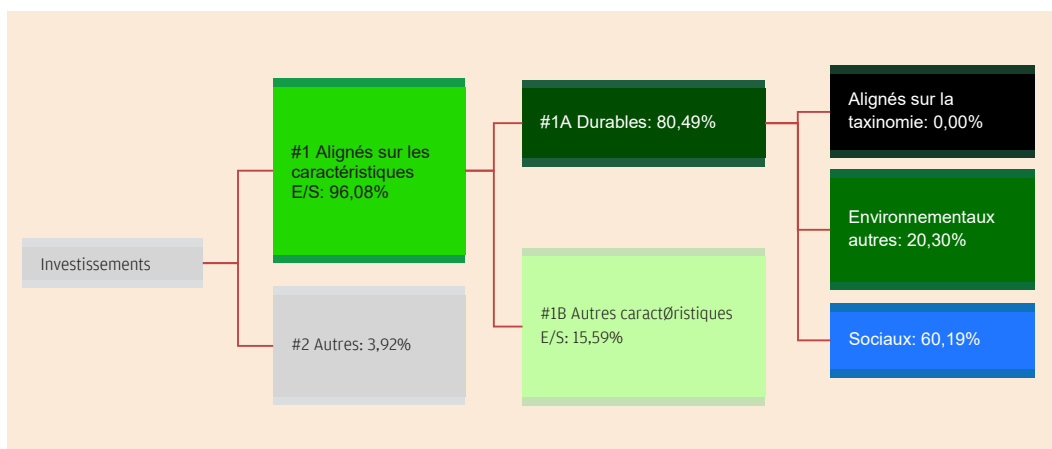 Investissements
#1 Alignés sur les
caractéristiques
E/S: 96,08%
#2 Autres: 3,92%
#1A Durables: 80,49%
#1B Autres caractØristiques
E/S: 15,59%
Alignés sur la
taxinomie: 0,00%
Environnementaux
autres: 20,30%
Sociaux: 60,19%